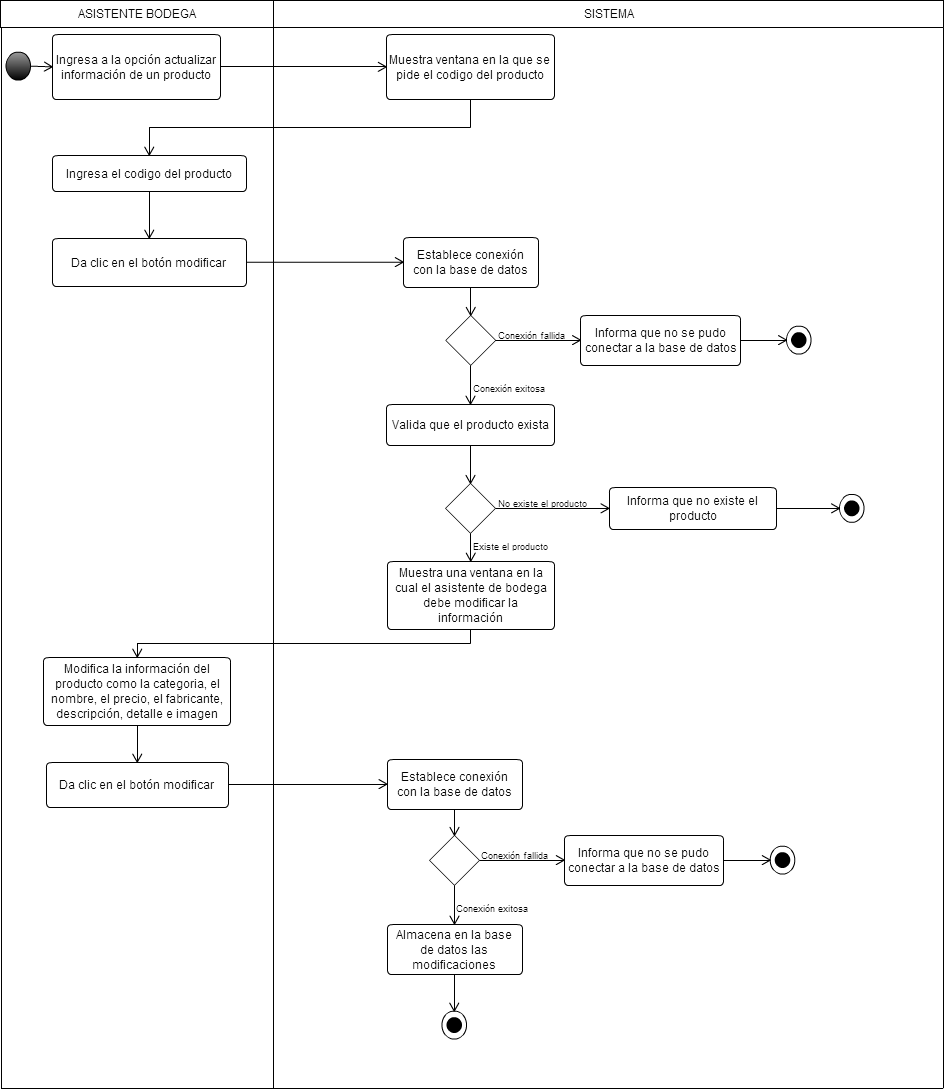 ASISTENTE BODEGA
SISTEMA
Ingresa a la opción actualizar
información de un producto
Muestra ventana en la que se
pide el codigo del producto
Ingresa el codigo del producto
Da clic en el botón modificar
Establece conexión
con la base de datos
Conexión fallida
Informa que no se pudo
conectar a la base de datos
Conexión exitosa
Valida que el producto exista
No existe el producto
Informa que no existe el
producto
Existe el producto
Muestra una ventana en la
cual el asistente de bodega
debe modificar la
información
Modifica la información del
producto como la categoria, el
nombre, el precio, el fabricante,
descripción, detalle e imagen
Da clic en el botón modificar
Establece conexión
con la base de datos
Conexión fallida
Informa que no se pudo
conectar a la base de datos
Conexión exitosa
Almacena en la base
de datos las
modificaciones